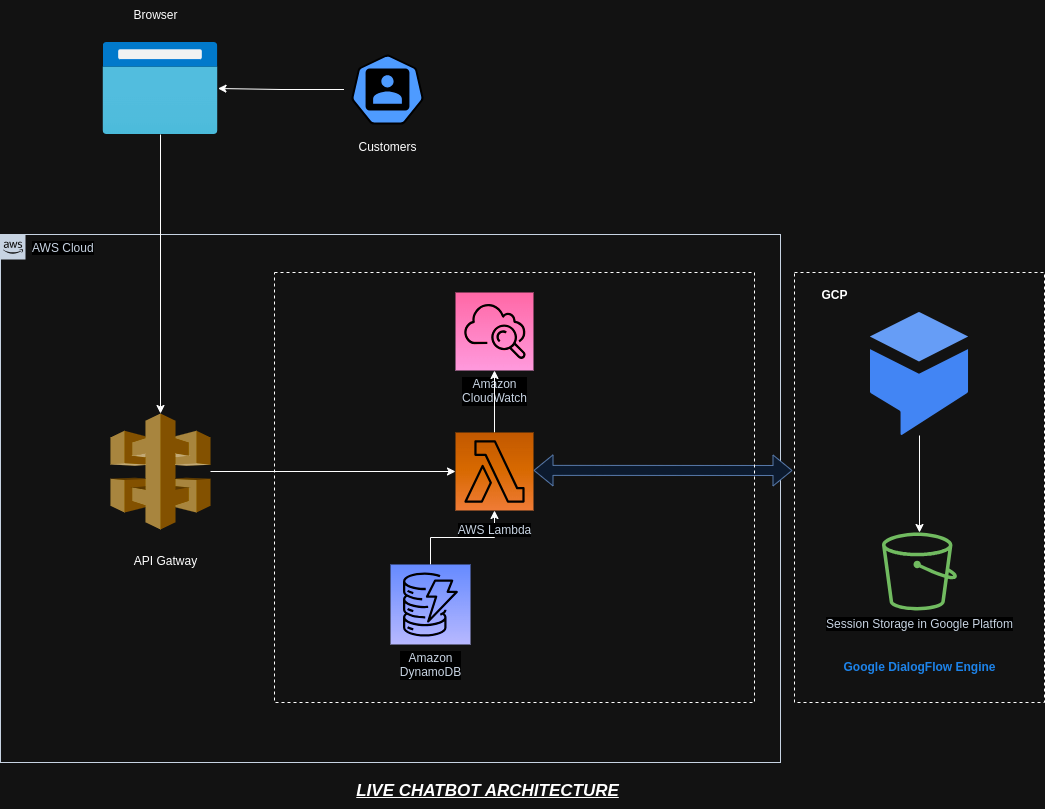 Browser
Customers
aws
AWS Cloud
GCP
Amazon
CloudWatch
AWS Lambda
API Gatway
Amazon
DynamoDB
Session Storage in Google Platfom
Google DialogFlow Engine
LIVE CHATBOT ARCHITECTURE